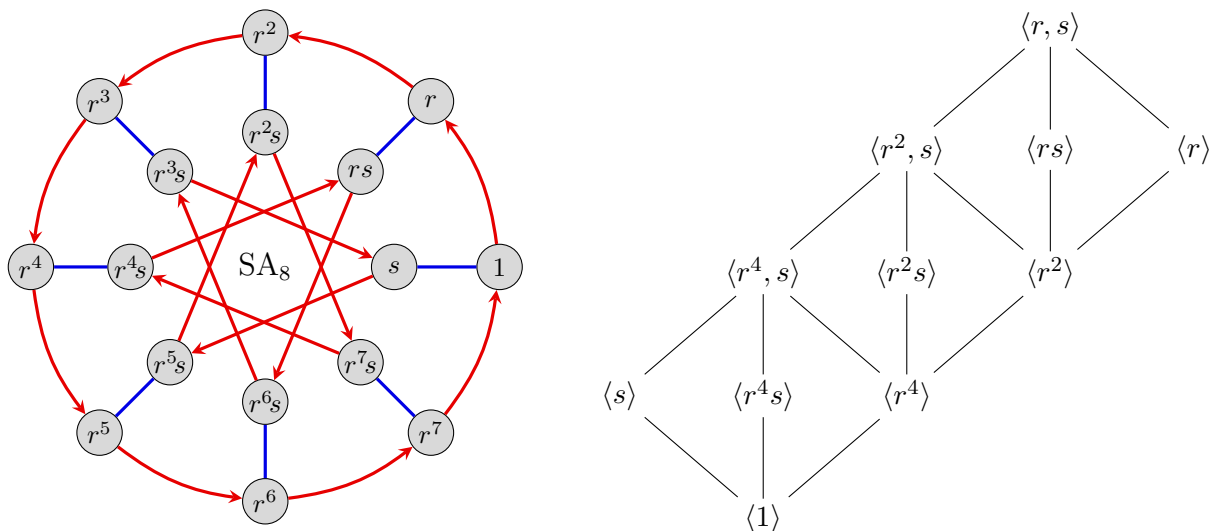 r²
r³
r
r²s
r³s
rs
r⁴
r⁴s
SA₈
s
1
r⁵s
r⁷s
r⁶s
r⁵
r⁷
r⁶
⟨r, s⟩
⟨r², s⟩ ⟨rs⟩ ⟨r⟩
⟨r⁴, s⟩ ⟨r²s⟩ ⟨r²⟩
⟨s⟩ ⟨r⁴s⟩ ⟨r⁴⟩
⟨1⟩